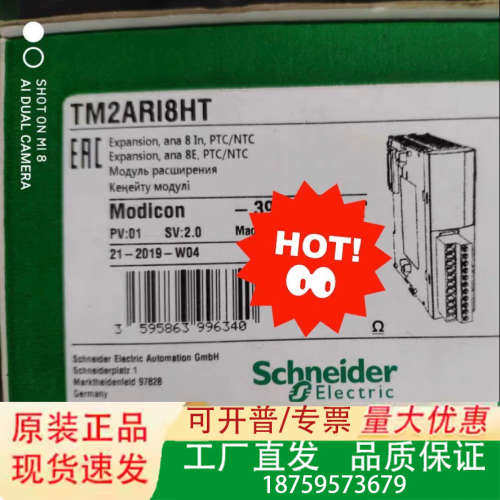 SHOT ON MI 8
AI DUAL CAMERA
TM2ARI8HT
EAC
Expansion, ana 8 In, PTC/NTC
Expansion, ana 8E, PTC/NTC
Модуль расширения
Кеңейту модулі
Modicon
PV:01 SV:2.0
21-2019-W04
HOT!
3 595863 996340
Ω
Schneider Electric Automation GmbH
Schneiderplatz 1
Marktheidenfeld 97828
Germany
Schneider
Electric
原装正品
现货速发
可开普/专票 量大优惠
工厂直发 品质保证
18759573679